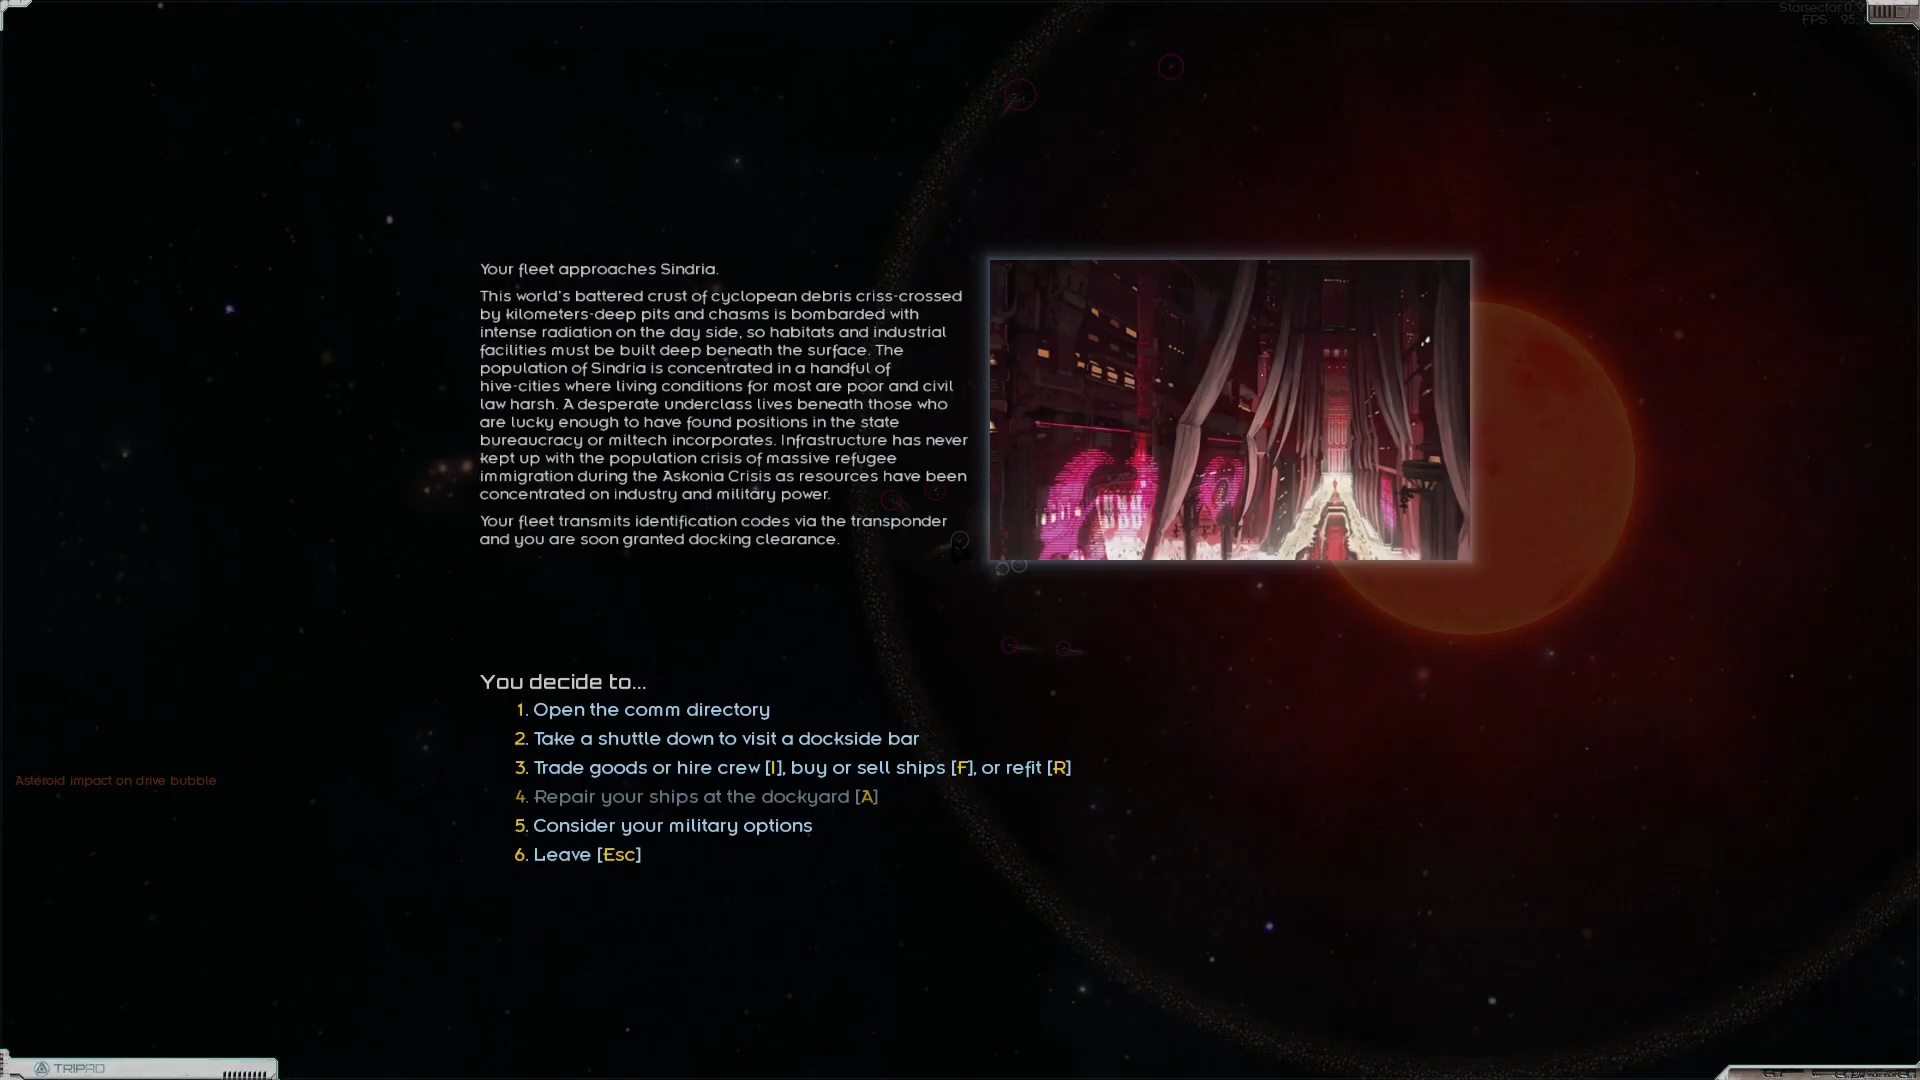 Starsector 0.9
FPS 95.
Your fleet approaches Sindria.
This world's battered crust of cyclopean debris criss-crossed
by kilometers-deep pits and chasms is bombarded with
intense radiation on the day side, so habitats and industrial
facilities must be built deep beneath the surface. The
population of Sindria is concentrated in a handful of
hive-cities where living conditions for most are poor and civil
law harsh. A desperate underclass lives beneath those who
are lucky enough to have found positions in the state
bureaucracy or miltech incorporates. Infrastructure has never
kept up with the population crisis of massive refugee
immigration during the Askonia Crisis as resources have been
concentrated on industry and military power.
Your fleet transmits identification codes via the transponder
and you are soon granted docking clearance.
You decide to...
1. Open the comm directory
2. Take a shuttle down to visit a dockside bar
3. Trade goods or hire crew [I], buy or sell ships [F], or refit [R]
Asteroid impact on drive bubble
4. Repair your ships at the dockyard [A]
5. Consider your military options
6. Leave [Esc]
TRIPAD